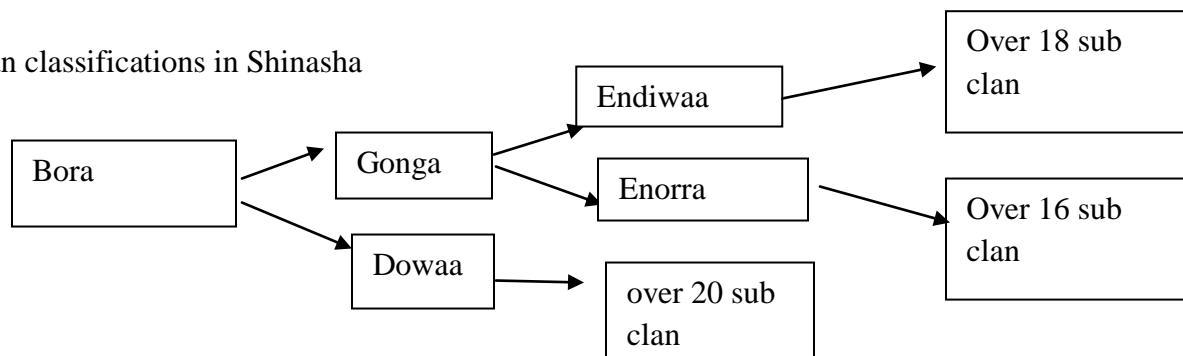 classifications in Shinasha
Over 18 sub
clan
Endiwaa
Bora
Gonga
Enorra
Over 16 sub
clan
Dowaa
over 20 sub
clan